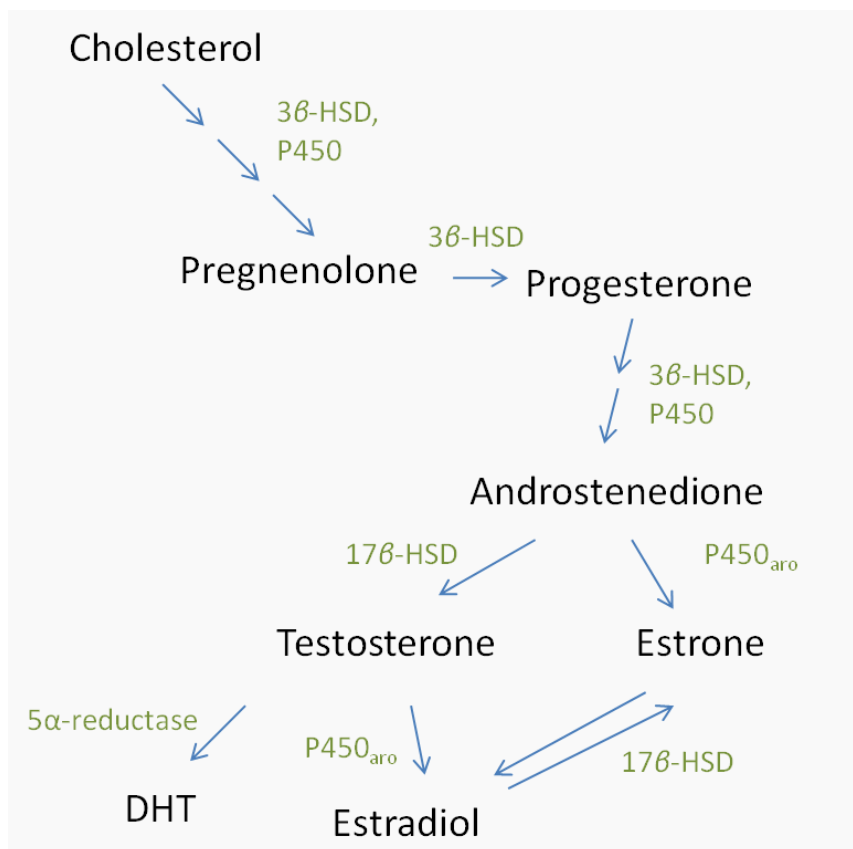 Cholesterol
3β-HSD,
P450
3β-HSD
Pregnenolone
Progesterone
3β-HSD,
P450
Androstenedione
17β-HSD
P450aro
Testosterone
Estrone
5α-reductase
P450aro
17β-HSD
DHT
Estradiol